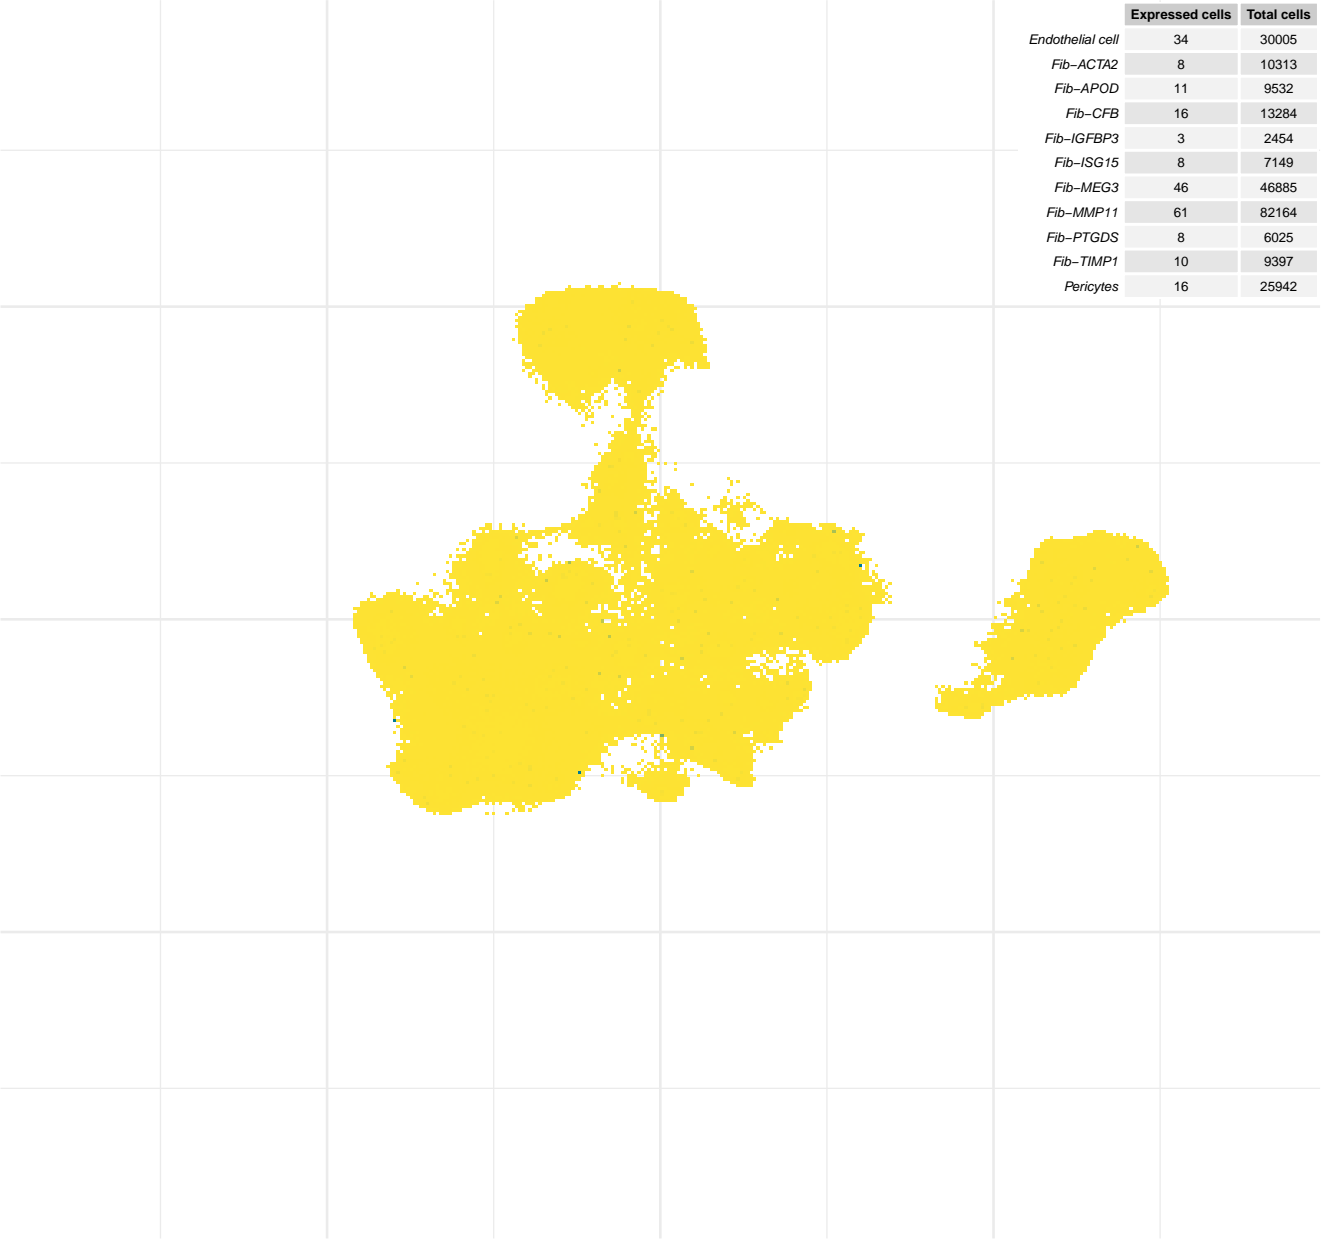 Expressed cells Total cells
Endothelial cell 34 30005
Fib−ACTA2 8 10313
Fib−APOD 11 9532
Fib−CFB 16 13284
Fib−IGFBP3 3 2454
Fib−ISG15 8 7149
Fib−MEG3 46 46885
Fib−MMP11 61 82164
Fib−PTGDS 8 6025
Fib−TIMP1 10 9397
Pericytes 16 25942